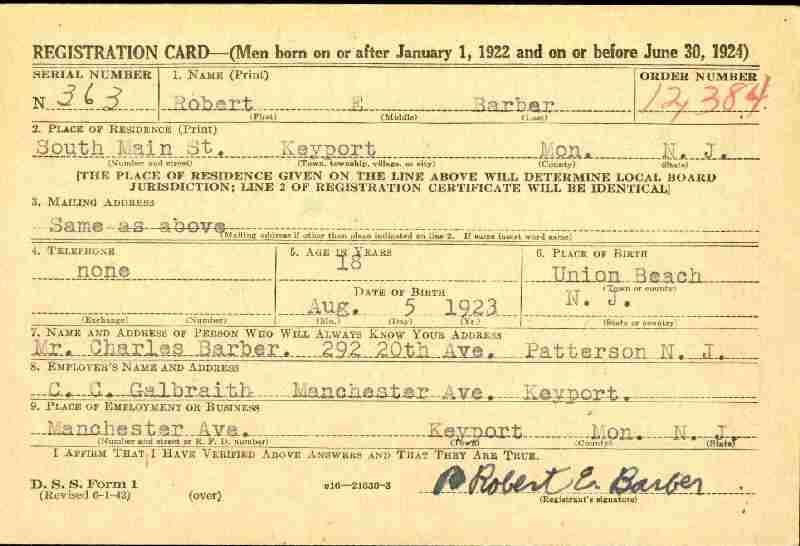 REGISTRATION CARD—(Men born on or after January 1, 1922 and on or before June 30, 1924)
SERIAL NUMBER 1. NAME (Print) ORDER NUMBER
N 363 Robert E Barber 12,384
(First) (Middle) (Last)
2. PLACE OF RESIDENCE (Print)
South Main St. Keyport Mon. N. J.
(Number and street) (Town, township, village, or city) (County) (State)
[THE PLACE OF RESIDENCE GIVEN ON THE LINE ABOVE WILL DETERMINE LOCAL BOARD
JURISDICTION; LINE 2 OF REGISTRATION CERTIFICATE WILL BE IDENTICAL]
3. MAILING ADDRESS
Same as above
[Mailing address if other than place indicated on line 2. If same insert word same]
4. TELEPHONE 5. AGE IN YEARS 6. PLACE OF BIRTH
none 18 Union Beach
DATE OF BIRTH (Town or county)
Aug. 5 1923 N. J.
(Exchange) (Number) (Mo.) (Day) (Yr.) (State or country)
7. NAME AND ADDRESS OF PERSON WHO WILL ALWAYS KNOW YOUR ADDRESS
Mr. Charles Barber. 292 20th Ave. Patterson N. J.
8. EMPLOYER'S NAME AND ADDRESS
C. C. Galbraith Manchester Ave. Keyport.
9. PLACE OF EMPLOYMENT OR BUSINESS
Manchester Ave. Keyport Mon. N. J.
(Number and street or R. F. D. number) (Town) (County) (State)
I AFFIRM THAT I HAVE VERIFIED ABOVE ANSWERS AND THAT THEY ARE TRUE.
D. S. S. Form 1
(Revised 6-1-42) (over) v16—21630-3 Robert E. Barber
(Registrant's signature)